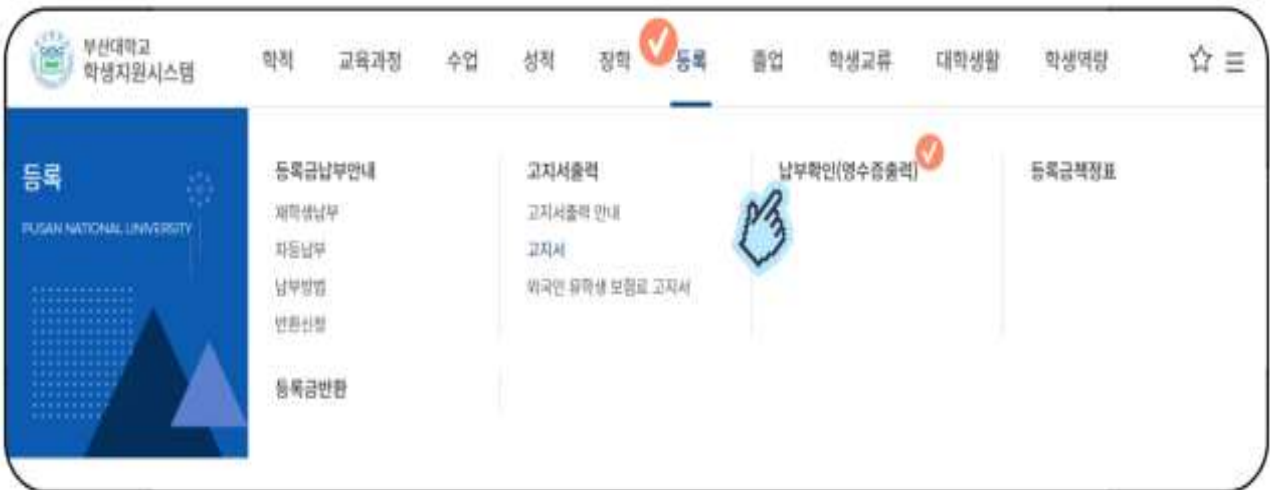 부산대학교
학생지원시스템
학적 교육과정 수업 성적 장학 등록 졸업 학생교류 대학생활 학생역량
등록
PUSAN NATIONAL UNIVERSITY
등록금납부안내
재학생납부
차등납부
납부방법
반환신청
등록금반환
고지서출력
고지서출력 안내
고지서
외국인 유학생 보험료 고지서
납부확인(영수증출력)
등록금책정표